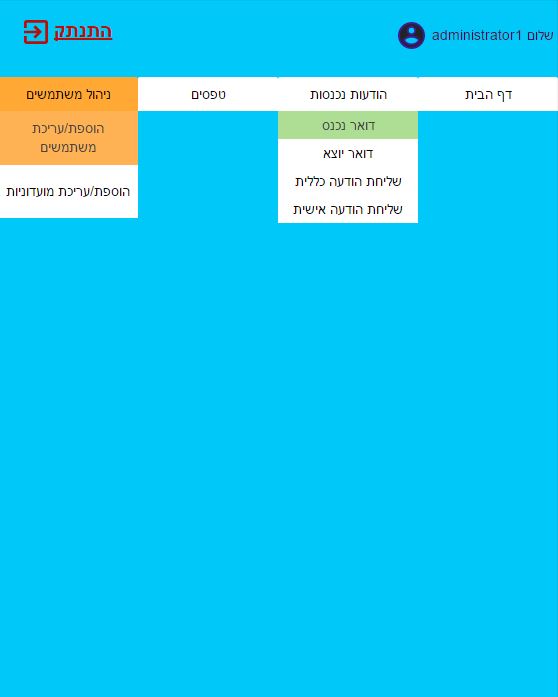 שלום administrator1
התנתק
דף הבית
הודעות נכנסות
טפסים
ניהול משתמשים
דואר נכנס
דואר יוצא
שליחת הודעה כללית
שליחת הודעה אישית
הוספת/עריכת
משתמשים
הוספת/עריכת מועדוניות